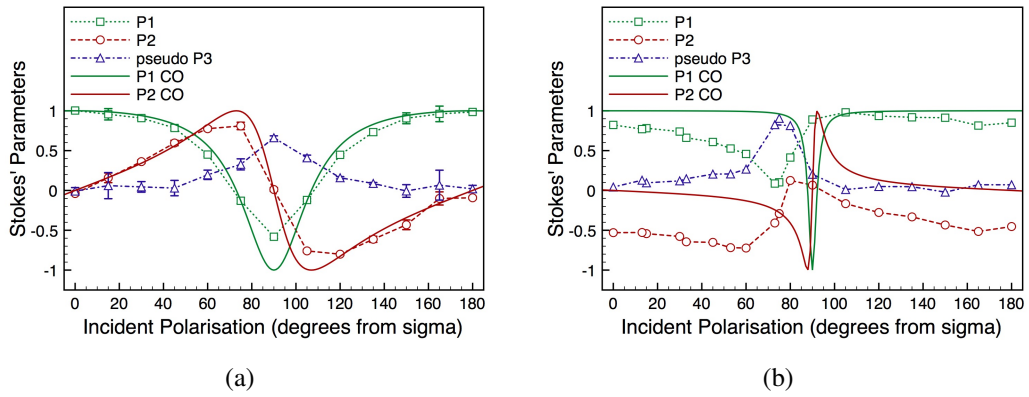 P1
P2
pseudo P3
P1 CO
P2 CO
Stokes' Parameters
1
0.5
0
-0.5
-1
0 20 40 60 80 100 120 140 160 180
Incident Polarisation (degrees from sigma)
(a)
P1
P2
pseudo P3
P1 CO
P2 CO
Stokes' Parameters
1
0.5
0
-0.5
-1
0 20 40 60 80 100 120 140 160 180
Incident Polarisation (degrees from sigma)
(b)